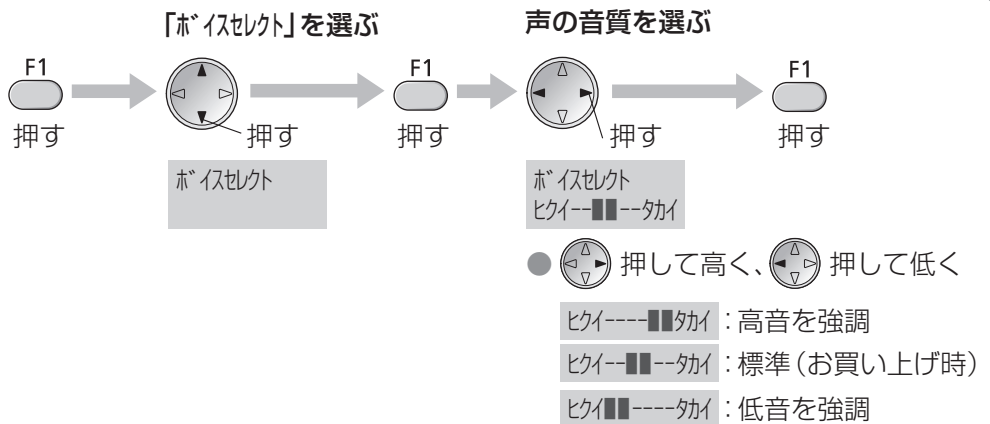 「ﾎﾞｲｽｾﾚｸﾄ」を選ぶ
声の音質を選ぶ
F1
F1
F1
押す
押す
押す
押す
押す
ﾎﾞｲｽｾﾚｸﾄ
ﾎﾞｲｽｾﾚｸﾄ
ﾋｸｲ--▮▮--ﾀｶｲ
● 押して高く、 押して低く
ﾋｸｲ----▮▮ﾀｶｲ:高音を強調
ﾋｸｲ--▮▮--ﾀｶｲ:標準(お買い上げ時)
ﾋｸｲ▮▮----ﾀｶｲ:低音を強調